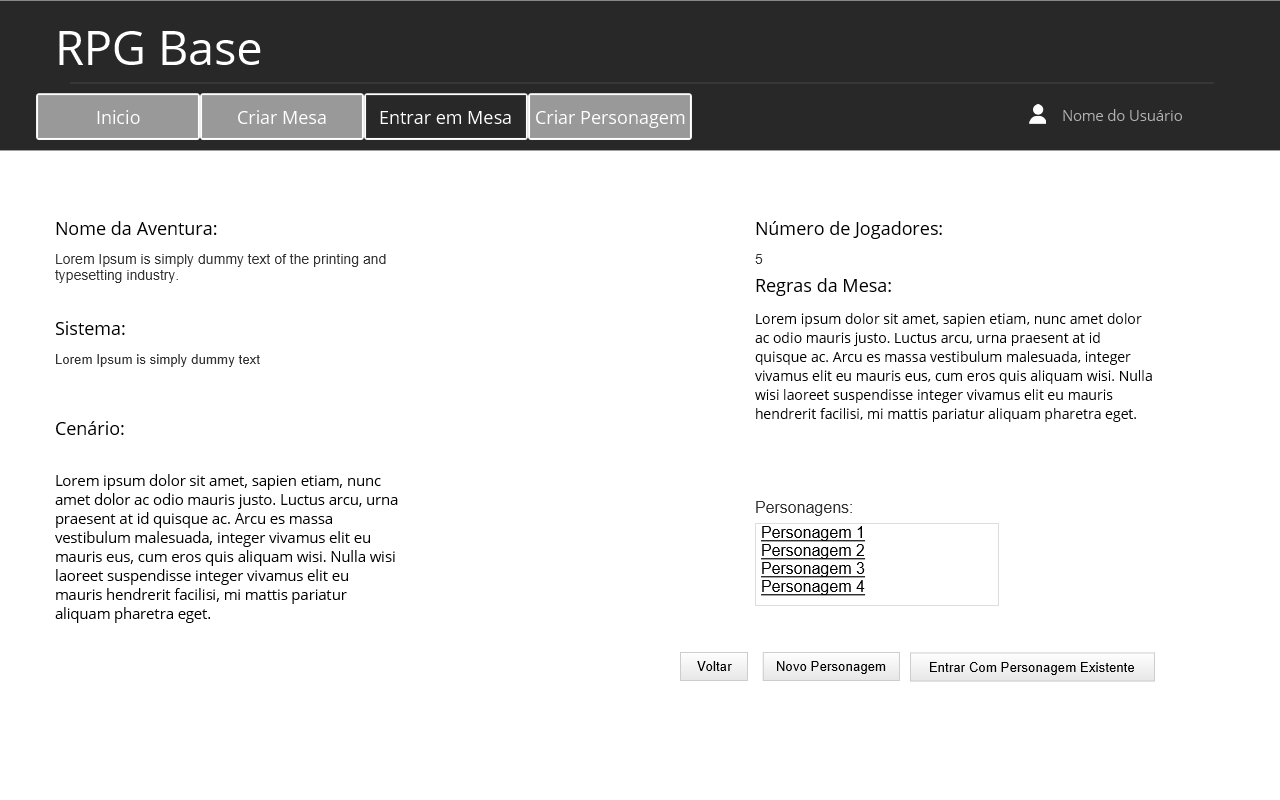 RPG Base
Inicio
Criar Mesa
Entrar em Mesa
Criar Personagem
Nome do Usuário
Nome da Aventura:
Lorem Ipsum is simply dummy text of the printing and
typesetting industry.
Sistema:
Lorem Ipsum is simply dummy text
Cenário:
Lorem ipsum dolor sit amet, sapien etiam, nunc
amet dolor ac odio mauris justo. Luctus arcu, urna
praesent at id quisque ac. Arcu es massa
vestibulum malesuada, integer vivamus elit eu
mauris eus, cum eros quis aliquam wisi. Nulla wisi
laoreet suspendisse integer vivamus elit eu
mauris hendrerit facilisi, mi mattis pariatur
aliquam pharetra eget.
Número de Jogadores:
5
Regras da Mesa:
Lorem ipsum dolor sit amet, sapien etiam, nunc amet dolor
ac odio mauris justo. Luctus arcu, urna praesent at id
quisque ac. Arcu es massa vestibulum malesuada, integer
vivamus elit eu mauris eus, cum eros quis aliquam wisi. Nulla
wisi laoreet suspendisse integer vivamus elit eu mauris
hendrerit facilisi, mi mattis pariatur aliquam pharetra eget.
Personagens:
Personagem 1
Personagem 2
Personagem 3
Personagem 4
Voltar
Novo Personagem
Entrar Com Personagem Existente